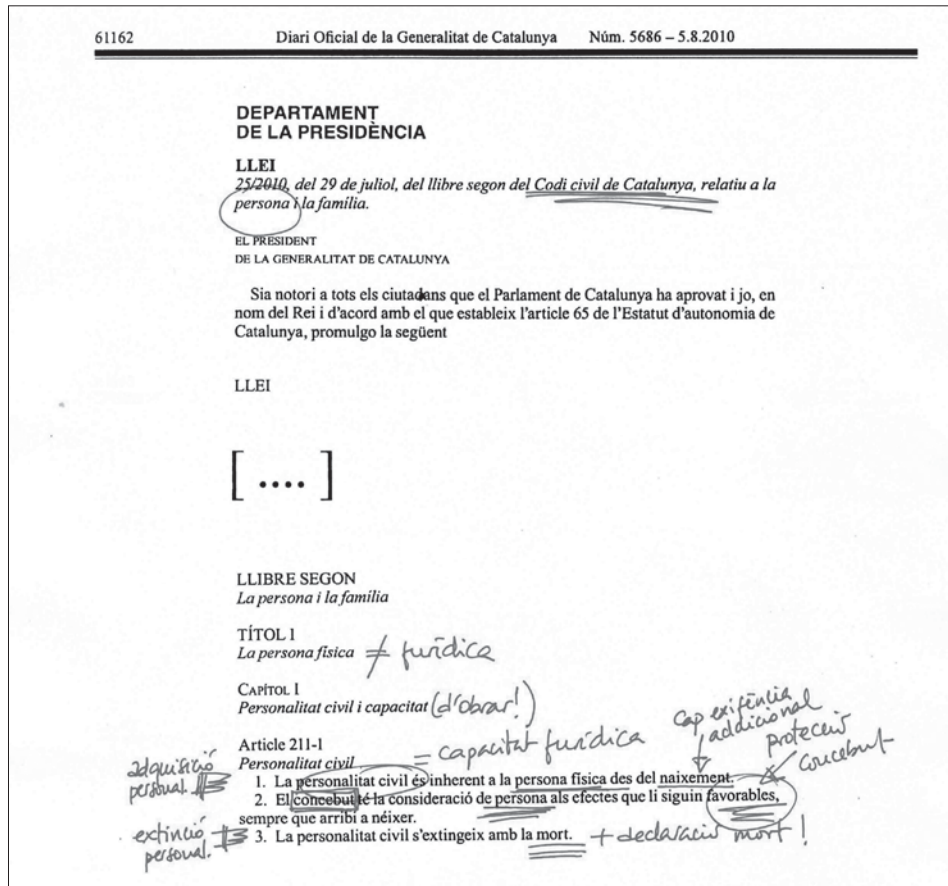 61162 Diari Oficial de la Generalitat de Catalunya Núm. 5686 – 5.8.2010
DEPARTAMENT
DE LA PRESIDÈNCIA
LLEI
25/2010, del 29 de juliol, del llibre segon del Codi civil de Catalunya, relatiu a la
persona i la família.
EL PRESIDENT
DE LA GENERALITAT DE CATALUNYA
Sia notori a tots els ciutadans que el Parlament de Catalunya ha aprovat i jo, en
nom del Rei i d'acord amb el que estableix l'article 65 de l'Estatut d'autonomia de
Catalunya, promulgo la següent
LLEI
[ .... ]
LLIBRE SEGON
La persona i la família
TÍTOL I
La persona física ≠ jurídica
CAPÍTOL I
Personalitat civil i capacitat (d'obrar!)
Cap exigència
addicional
protecció
concebut
Article 211-1
= capacitat jurídica
Personalitat civil
adquisició
personal.
1. La personalitat civil és inherent a la persona física des del naixement.
2. El concebut té la consideració de persona als efectes que li siguin favorables,
sempre que arribi a néixer.
extinció
personal.
3. La personalitat civil s'extingeix amb la mort. + declaració mort!